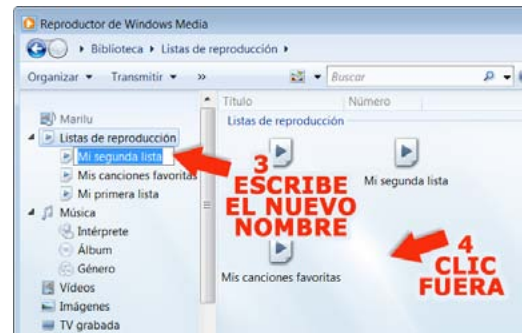 Reproductor de Windows Media
Biblioteca Listas de reproducción
Organizar Transmitir » Buscar
Título Número
Marilu
Listas de reproducción
Mi segunda lista
Mis canciones favoritas
Mi primera lista
Música
Intérprete
Álbum
Género
Vídeos
Imágenes
TV grabada
Listas de reproducción
Mi segunda lista
Mis canciones favoritas
3
ESCRIBE
EL NUEVO
NOMBRE
4
CLIC
FUERA